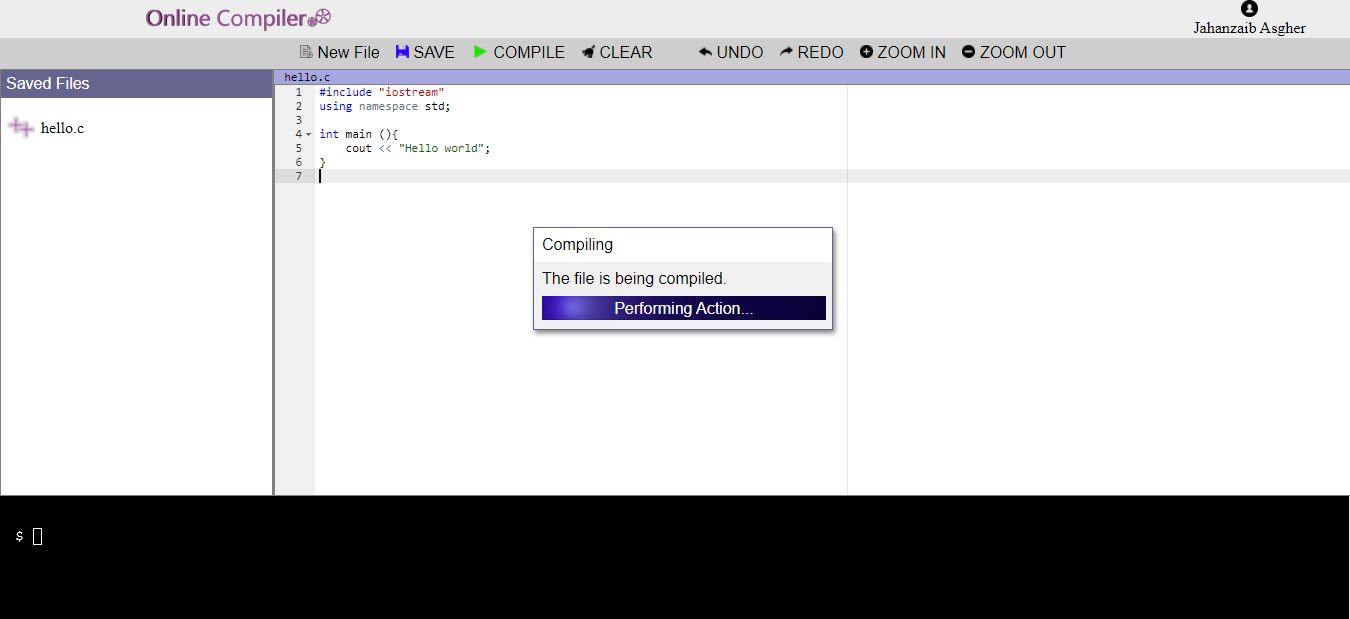 Online Compiler
Jahanzaib Asgher
New File SAVE COMPILE CLEAR UNDO REDO ZOOM IN ZOOM OUT
Saved Files
hello.c
hello.c
1 #include "iostream"
2 using namespace std;
3
4 int main (){
5 cout << "Hello world";
6 }
7
Compiling
The file is being compiled.
Performing Action...
$